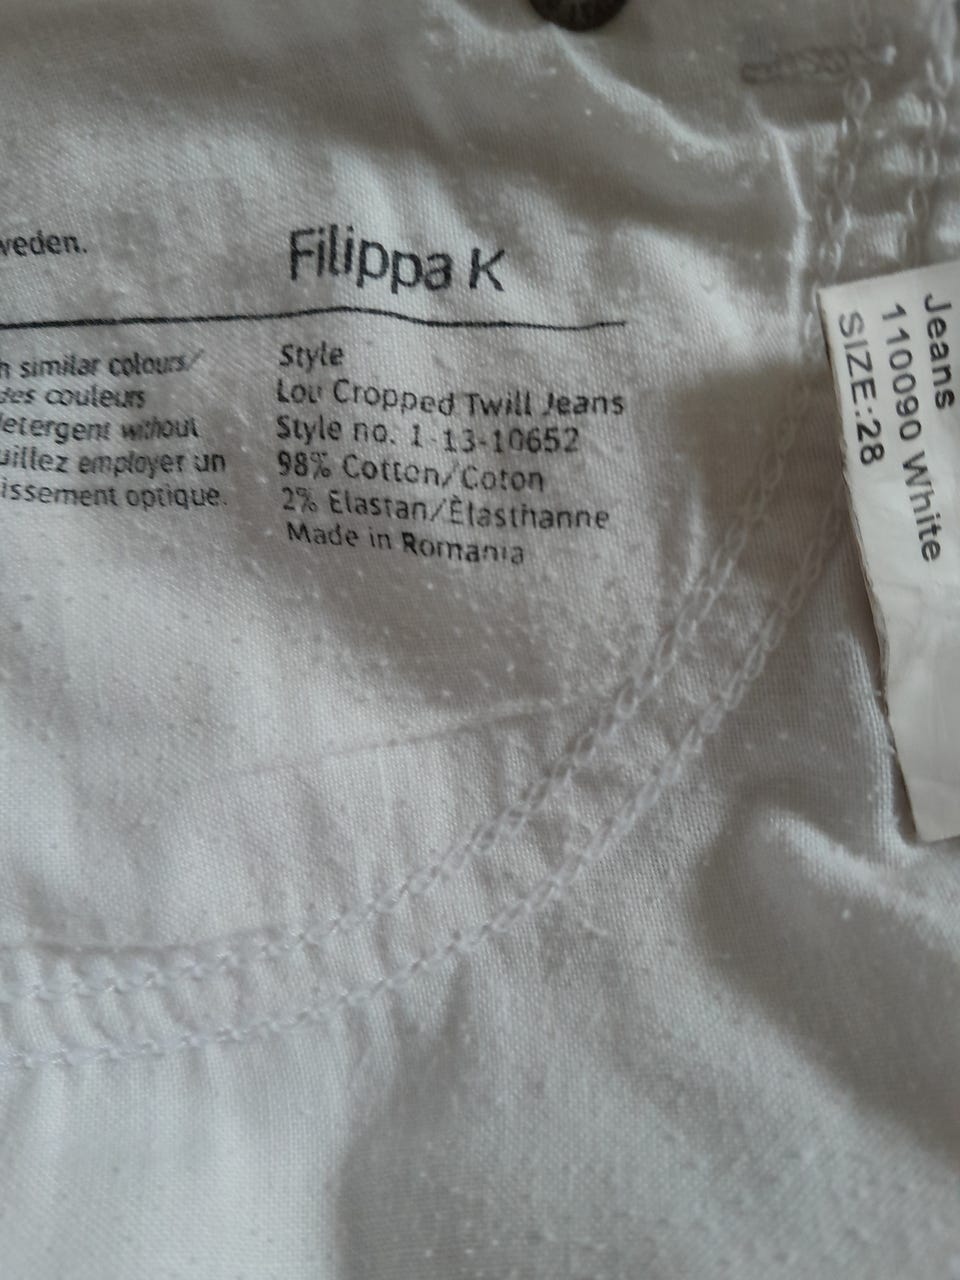 veden.
Filippa K
h similar colours/
des couleurs
detergent without
uillez employer un
issement optique.
Style
Lou Cropped Twill Jeans
Style no. 1-13-10652
98% Cotton/Coton
2% Elastan/Èlasthanne
Made in Romania
Jeans
110090 White
SIZE:28